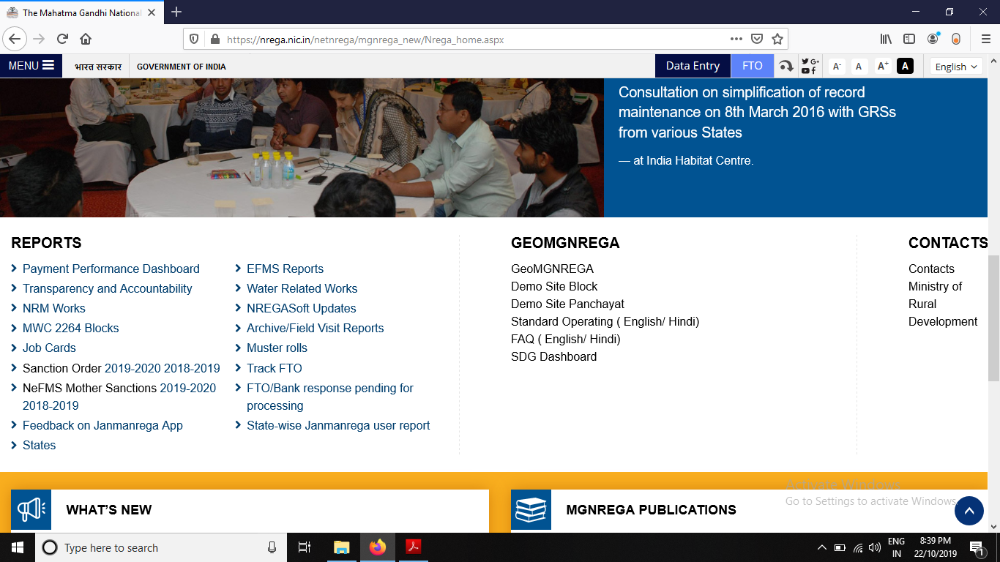 The Mahatma Gandhi National
https://nrega.nic.in/netnrega/mgnrega_new/Nrega_home.aspx
MENU भारत सरकार GOVERNMENT OF INDIA Data Entry FTO A- A A+ A English
Consultation on simplification of record
maintenance on 8th March 2016 with GRSs
from various States
— at India Habitat Centre.
REPORTS
Payment Performance Dashboard
Transparency and Accountability
NRM Works
MWC 2264 Blocks
Job Cards
Sanction Order 2019-2020 2018-2019
NeFMS Mother Sanctions 2019-2020
2018-2019
Feedback on Janmanrega App
States
EFMS Reports
Water Related Works
NREGASoft Updates
Archive/Field Visit Reports
Muster rolls
Track FTO
FTO/Bank response pending for
processing
State-wise Janmanrega user report
GEOMGNREGA
GeoMGNREGA
Demo Site Block
Demo Site Panchayat
Standard Operating ( English/ Hindi)
FAQ ( English/ Hindi)
SDG Dashboard
CONTACTS
Contacts
Ministry of
Rural
Development
WHAT'S NEW
MGNREGA PUBLICATIONS
Activate Windows
Go to Settings to activate Windows.
Type here to search
ENG
IN
8:39 PM
22/10/2019
1